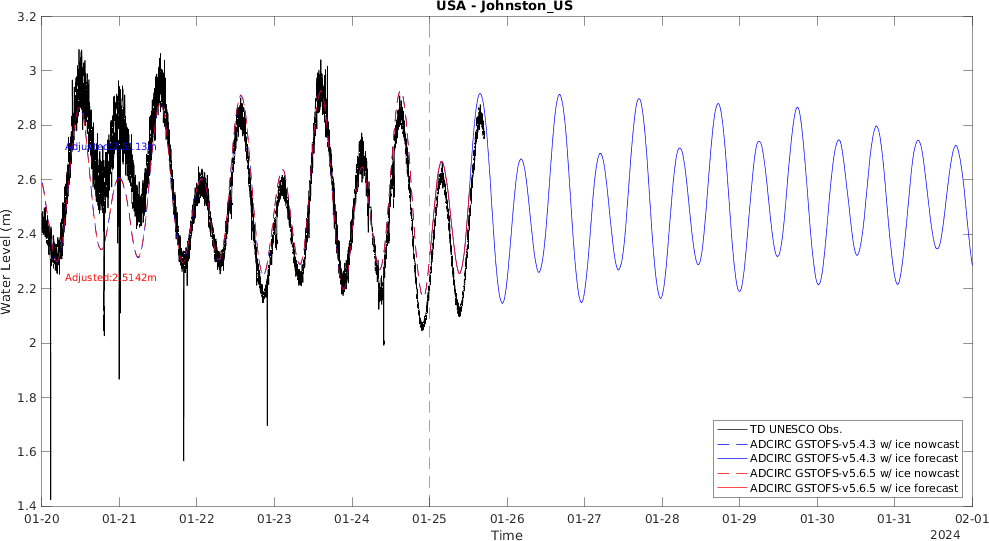 USA - Johnston_US
3.2
3
2.8
2.6
2.4
2.2
2
1.8
1.6
1.4
Water Level (m)
Adjusted:2.5142m
TD UNESCO Obs.
ADCIRC GSTOFS-v5.4.3 w/ ice nowcast
ADCIRC GSTOFS-v5.4.3 w/ ice forecast
ADCIRC GSTOFS-v5.6.5 w/ ice nowcast
ADCIRC GSTOFS-v5.6.5 w/ ice forecast
01-20 01-21 01-22 01-23 01-24 01-25 01-26 01-27 01-28 01-29 01-30 01-31 02-01
Time
2024